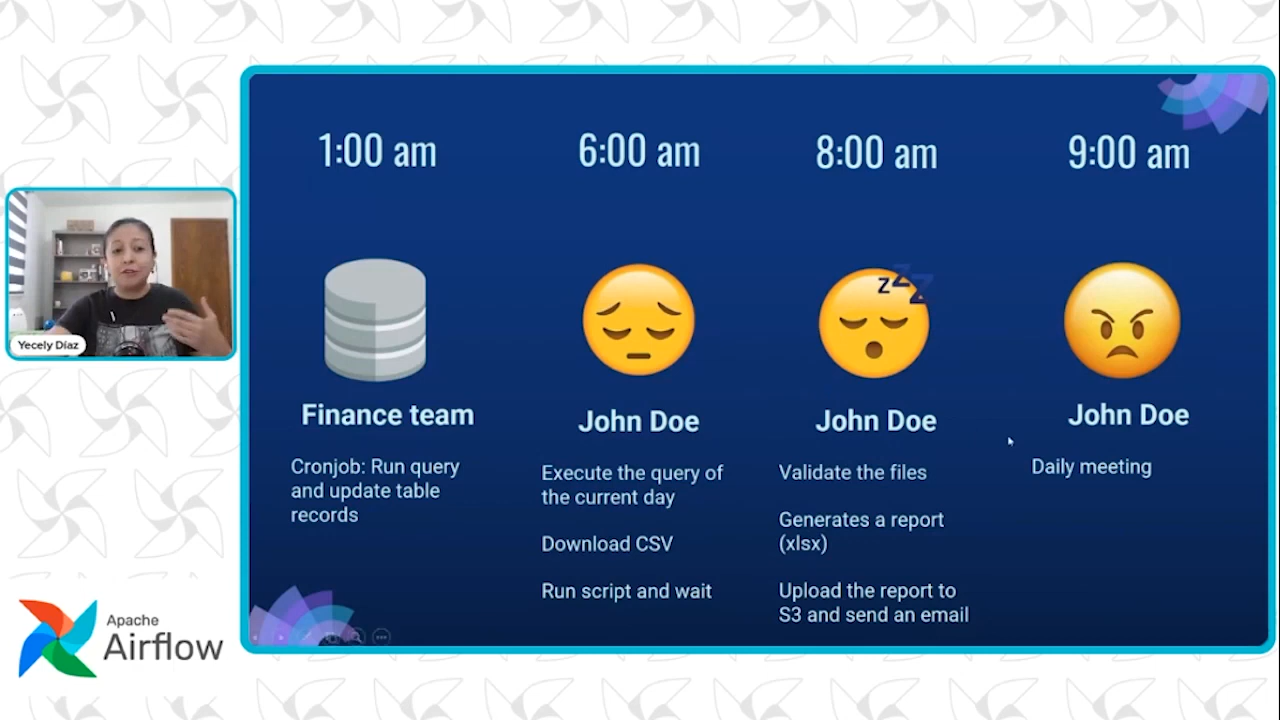 1:00 am
6:00 am
8:00 am
9:00 am
z
z
z
Finance team
Cronjob: Run query
and update table
records
John Doe
Execute the query of
the current day
Download CSV
Run script and wait
John Doe
Validate the files
Generates a report
(xlsx)
Upload the report to
S3 and send an email
John Doe
Daily meeting
Yecely Díaz
Apache
Airflow